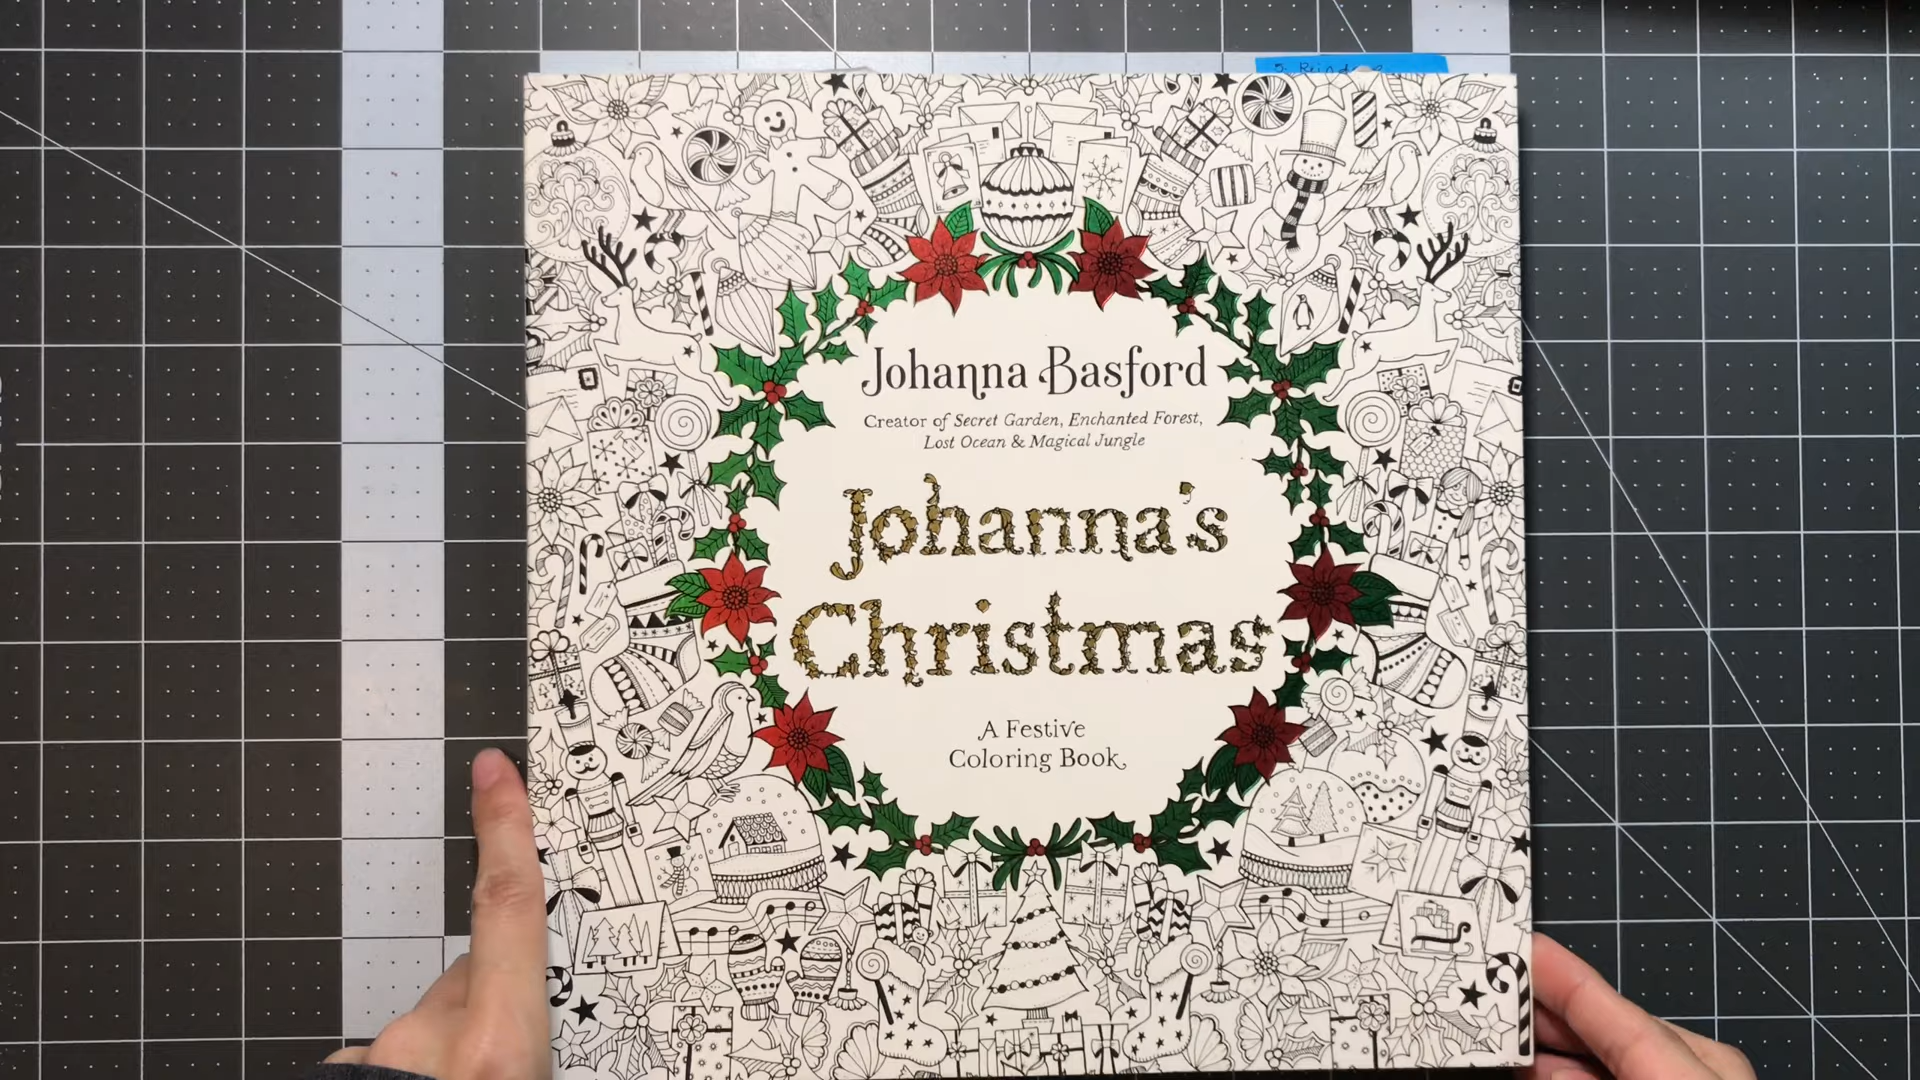 Johanna Basford
Creator of Secret Garden, Enchanted Forest,
Lost Ocean & Magical Jungle
Johanna's
Christmas
A Festive
Coloring Book